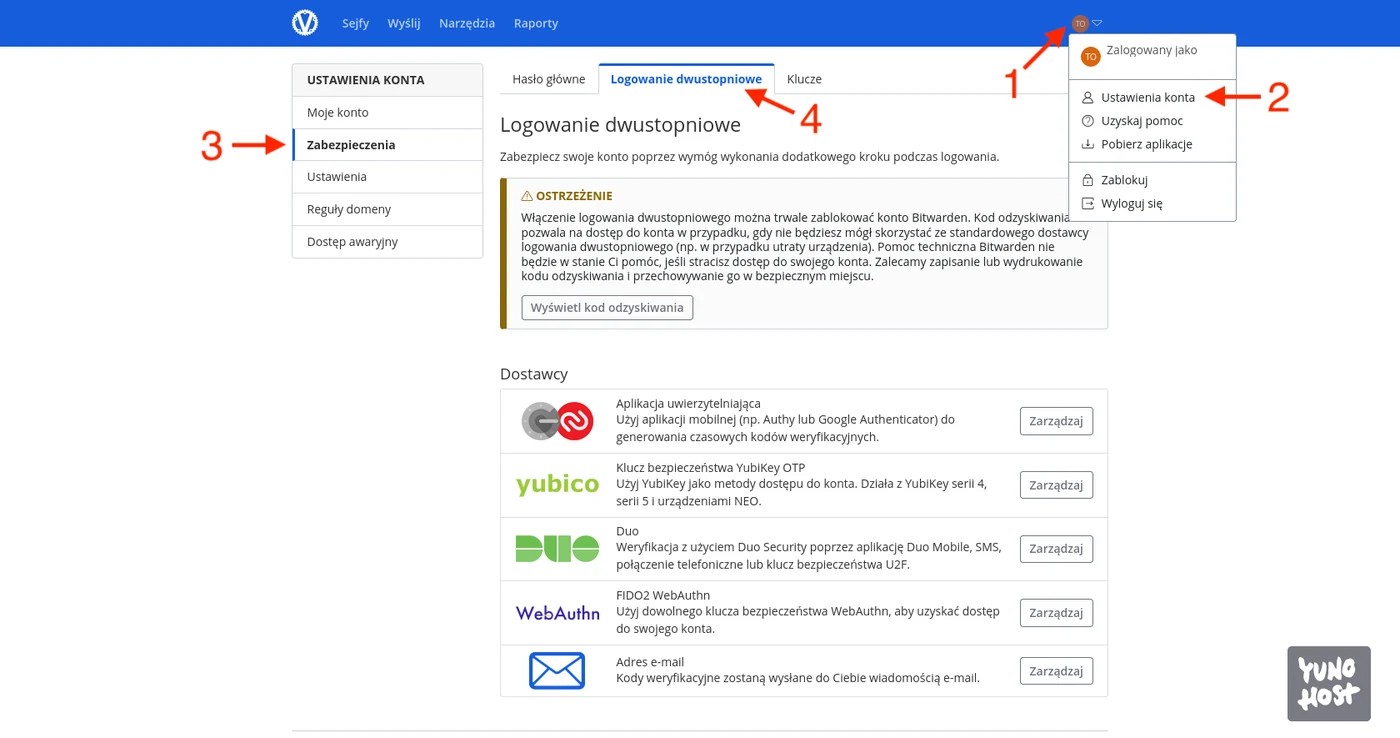 Sejfy Wyślij Narzędzia Raporty
TO
1
TO Zalogowany jako
Ustawienia konta
2
Uzyskaj pomoc
Pobierz aplikacje
Zablokuj
Wyloguj się
USTAWIENIA KONTA
Moje konto
3
Zabezpieczenia
Ustawienia
Reguły domeny
Dostęp awaryjny
Hasło główne Logowanie dwustopniowe Klucze
4
Logowanie dwustopniowe
Zabezpiecz swoje konto poprzez wymóg wykonania dodatkowego kroku podczas logowania.
OSTRZEŻENIE
Włączenie logowania dwustopniowego można trwale zablokować konto Bitwarden. Kod odzyskiwania
pozwala na dostęp do konta w przypadku, gdy nie będziesz mógł skorzystać ze standardowego dostawcy
logowania dwustopniowego (np. w przypadku utraty urządzenia). Pomoc techniczna Bitwarden nie
będzie w stanie Ci pomóc, jeśli stracisz dostęp do swojego konta. Zalecamy zapisanie lub wydrukowanie
kodu odzyskiwania i przechowywanie go w bezpiecznym miejscu.
Wyświetl kod odzyskiwania
Dostawcy
Aplikacja uwierzytelniająca
Użyj aplikacji mobilnej (np. Authy lub Google Authenticator) do
generowania czasowych kodów weryfikacyjnych.
Zarządzaj
yubico
Klucz bezpieczeństwa YubiKey OTP
Użyj YubiKey jako metody dostępu do konta. Działa z YubiKey serii 4,
serii 5 i urządzeniami NEO.
Zarządzaj
DUO
Duo
Weryfikacja z użyciem Duo Security poprzez aplikację Duo Mobile, SMS,
połączenie telefoniczne lub klucz bezpieczeństwa U2F.
Zarządzaj
WebAuthn
FIDO2 WebAuthn
Użyj dowolnego klucza bezpieczeństwa WebAuthn, aby uzyskać dostęp
do swojego konta.
Zarządzaj
Adres e-mail
Kody weryfikacyjne zostaną wysłane do Ciebie wiadomością e-mail.
Zarządzaj
YUNO
HOST